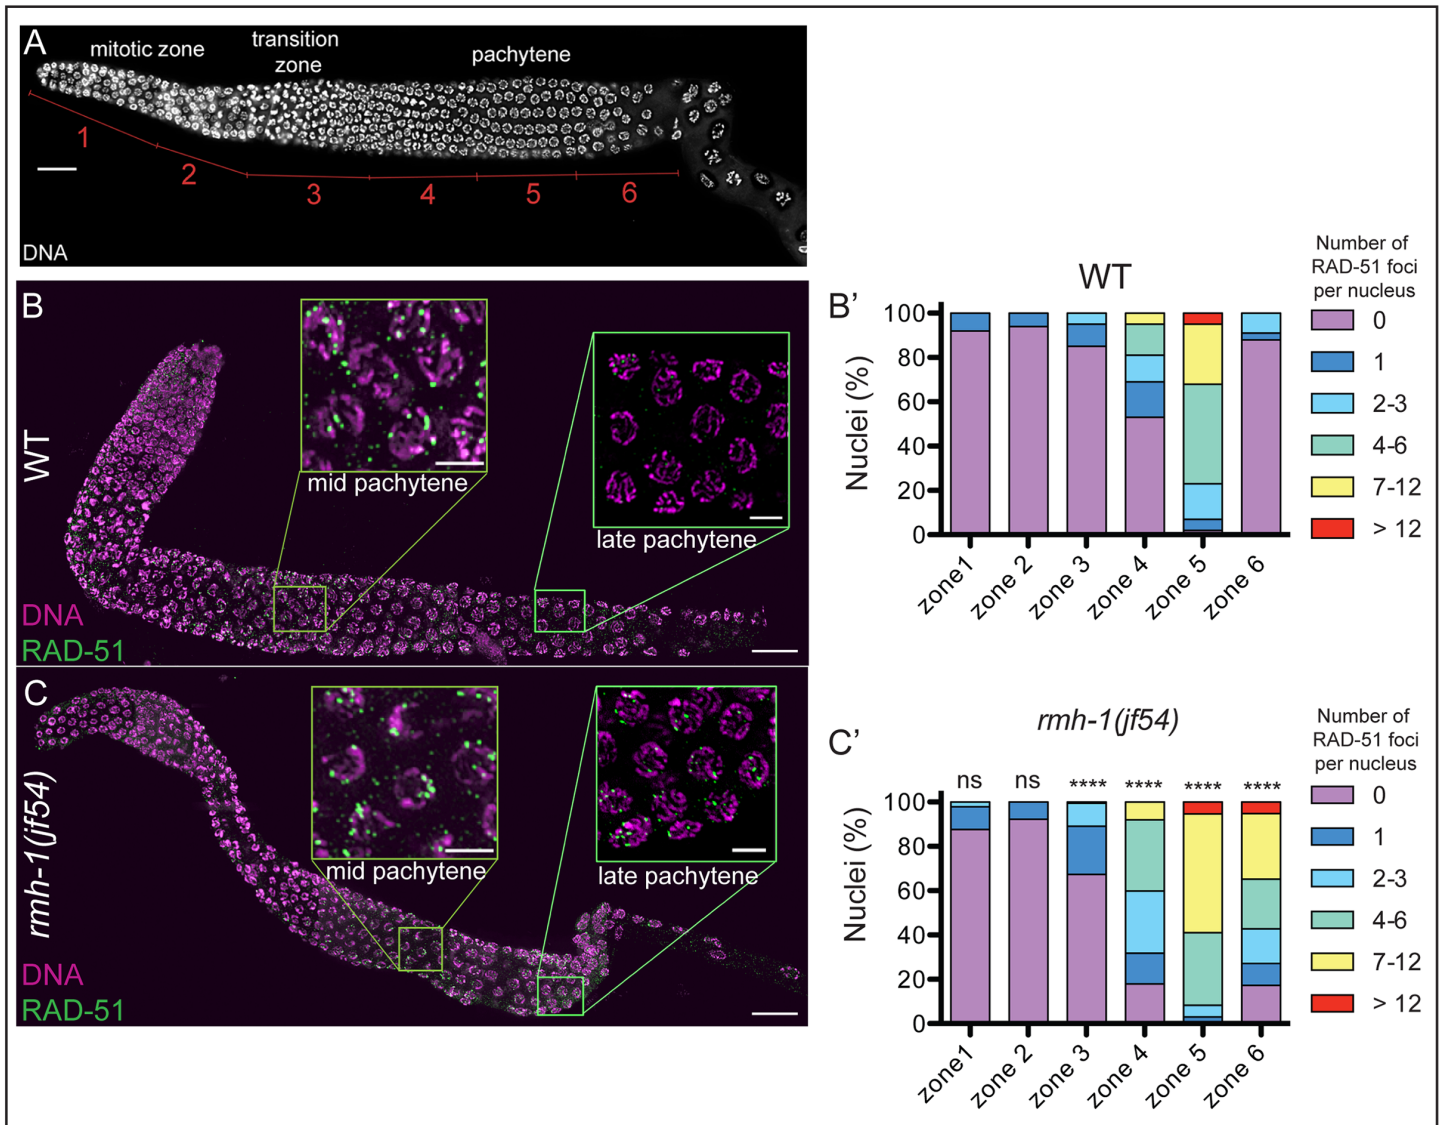 A
mitotic zone
transition
zone
pachytene
1
2
3
4
5
6
DNA
B
WT
mid pachytene
late pachytene
DNA
RAD-51
C
rmh-1(jf54)
mid pachytene
late pachytene
DNA
RAD-51
B’
WT
Nuclei (%)
100
80
60
40
20
0
zone1
zone 2
zone 3
zone 4
zone 5
zone 6
Number of
RAD-51 foci
per nucleus
0
1
2-3
4-6
7-12
> 12
C’
rmh-1(jf54)
ns ns **** **** **** ****
Nuclei (%)
100
80
60
40
20
0
zone1
zone 2
zone 3
zone 4
zone 5
zone 6
Number of
RAD-51 foci
per nucleus
0
1
2-3
4-6
7-12
> 12